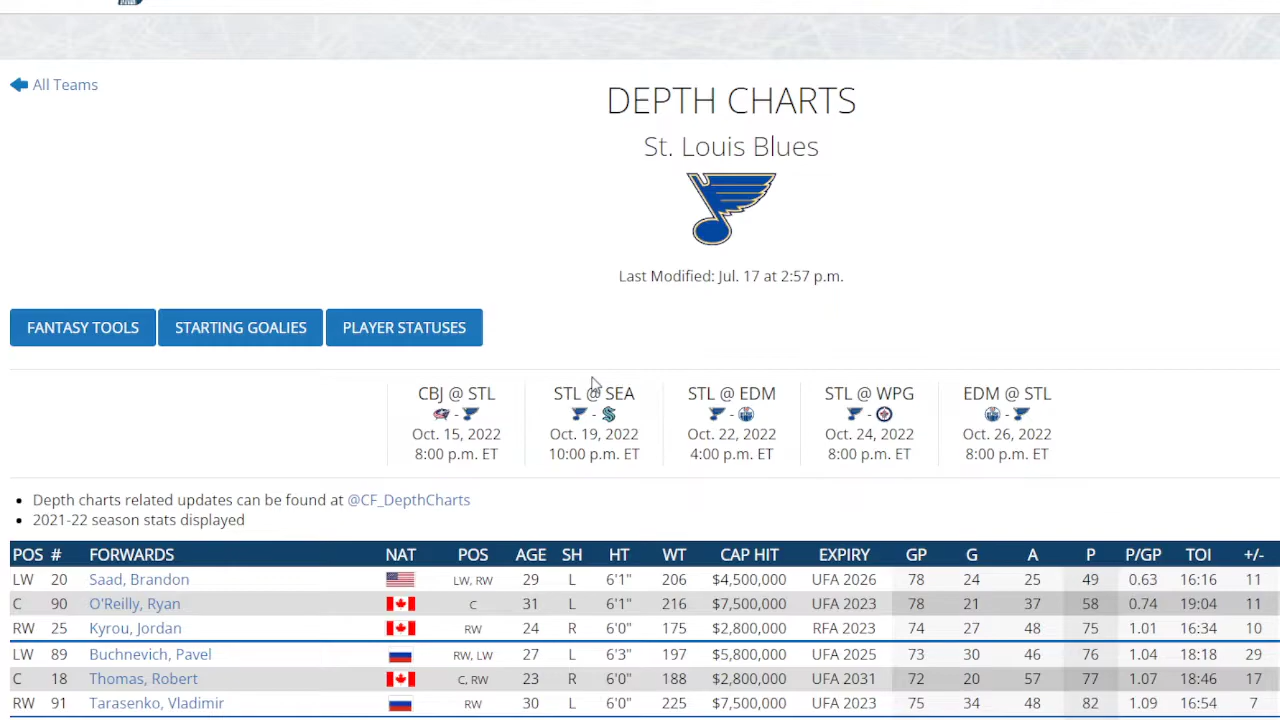 All Teams
DEPTH CHARTS
St. Louis Blues
Last Modified: Jul. 17 at 2:57 p.m.
FANTASY TOOLS STARTING GOALIES PLAYER STATUSES
CBJ @ STL STL @ SEA STL @ EDM STL @ WPG EDM @ STL
- - - - -
Oct. 15, 2022 Oct. 19, 2022 Oct. 22, 2022 Oct. 24, 2022 Oct. 26, 2022
8:00 p.m. ET 10:00 p.m. ET 4:00 p.m. ET 8:00 p.m. ET 8:00 p.m. ET
• Depth charts related updates can be found at @CF_DepthCharts
• 2021-22 season stats displayed
POS # FORWARDS NAT POS AGE SH HT WT CAP HIT EXPIRY GP G A P P/GP TOI +/-
LW 20 Saad, Brandon LW, RW 29 L 6'1" 206 $4,500,000 UFA 2026 78 24 25 49 0.63 16:16 11
C 90 O'Reilly, Ryan C 31 L 6'1" 216 $7,500,000 UFA 2023 78 21 37 58 0.74 19:04 11
RW 25 Kyrou, Jordan RW 24 R 6'0" 175 $2,800,000 RFA 2023 74 27 48 75 1.01 16:34 10
LW 89 Buchnevich, Pavel RW, LW 27 L 6'3" 197 $5,800,000 UFA 2025 73 30 46 76 1.04 18:18 29
C 18 Thomas, Robert C, RW 23 R 6'0" 188 $2,800,000 UFA 2031 72 20 57 77 1.07 18:46 17
RW 91 Tarasenko, Vladimir RW 30 L 6'0" 225 $7,500,000 UFA 2023 75 34 48 82 1.09 16:54 7